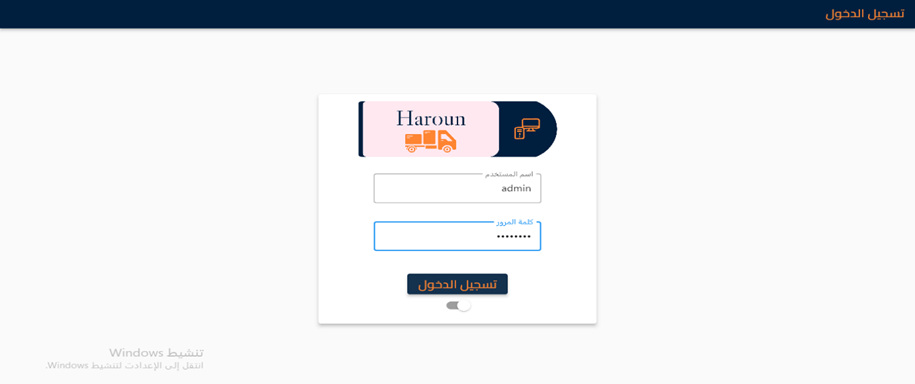 تسجيل الدخول
Haroun
اسم المستخدم
admin
كلمة المرور
••••••••
تسجيل الدخول
تنشيط Windows
انتقل إلى الإعدادات لتنشيط Windows.